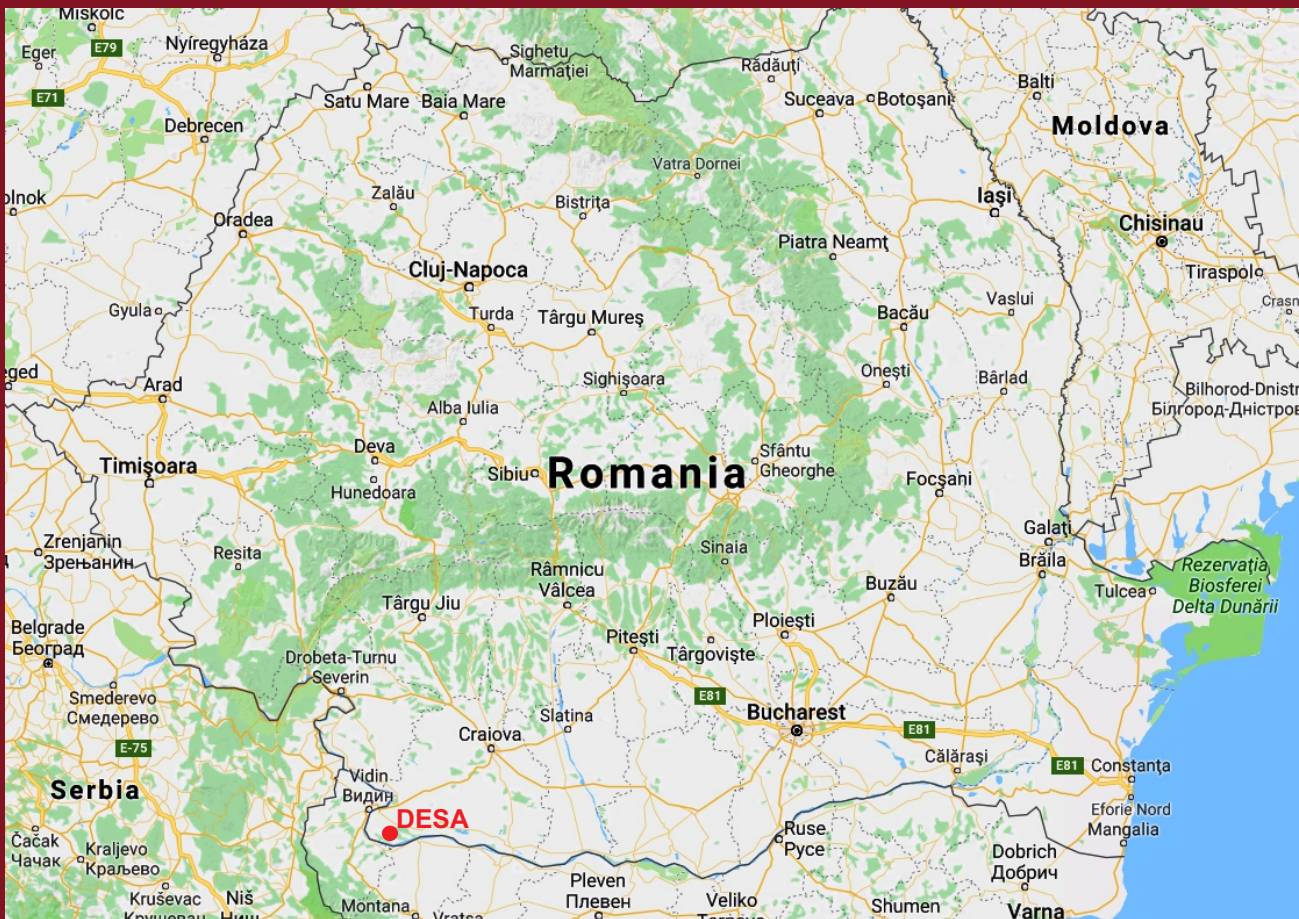 Miskolc
Eger
E79
Nyíregyháza
Sighetu
Marmației
Rădăuți
E71
Satu Mare
Baia Mare
Suceava
Botoșani
Balti
Debrecen
Moldova
Vatra Dornei
Zalău
Bistrița
Iași
Oradea
Chisinau
Piatra Neamț
Cluj-Napoca
Tiraspol
Gyula
Turda
Târgu Mureș
Vaslui
Bacău
Sighișoara
Onești
Bârlad
Arad
Alba Iulia
Bilhorod-Dnistr
Білгород-Дністров
Deva
Sfântu
Gheorghe
Timișoara
Sibiu
Romania
Hunedoara
Focșani
Galați
Zrenjanin
Зрењанин
Resita
Sinaia
Brăila
Rezervația
Biosferei
Delta Dunării
Râmnicu
Vâlcea
Buzău
Tulcea
Târgu Jiu
Belgrade
Београд
Pitești
Ploiești
Târgoviște
Drobeta-Turnu
Severin
Smederevo
Смедерево
E81
Slatina
Bucharest
E-75
Craiova
E81
Călărași
E81
Constanța
Serbia
Vidin
Видин
DESA
Eforie Nord
Mangalia
Čačak
Чачак
Kraljevo
Краљево
Ruse
Русе
Dobrich
Добрич
Kruševac
Крушевац
Niš
Ниш
Montana
Vratsa
Pleven
Плевен
Veliko
Shumen
Varna